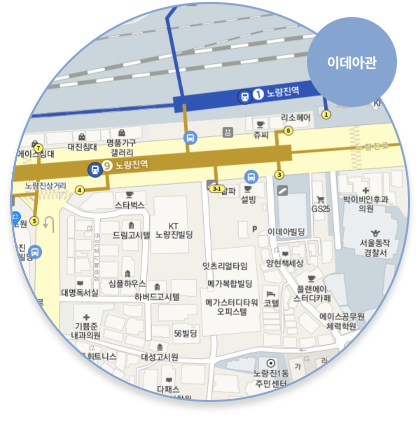 이데아관
1 노량진역
리소헤어
1
쥬씨
8
대진침대
명품가구
갤러리
7
에이스침대
9 노량진역
노량진로
노량진삼거리
4
3-1
3
5
스타벅스
설빙
P
GS25
박이비인후과
의원
드림고시텔
KT
노량진빌딩
이데아빌딩
서울동작
경찰서
잇츠리얼타임
양현책세상
심플하우스
메가복합빌딩
플랜에이
스터디카페
대명독서실
하버드고시텔
메가스터디타워
오피스텔
코텔
기쁨준
내과의원
56빌딩
에이스공무원
체력학원
휘트니스
대성고시원
노량진1동
주민센터
가
다패스